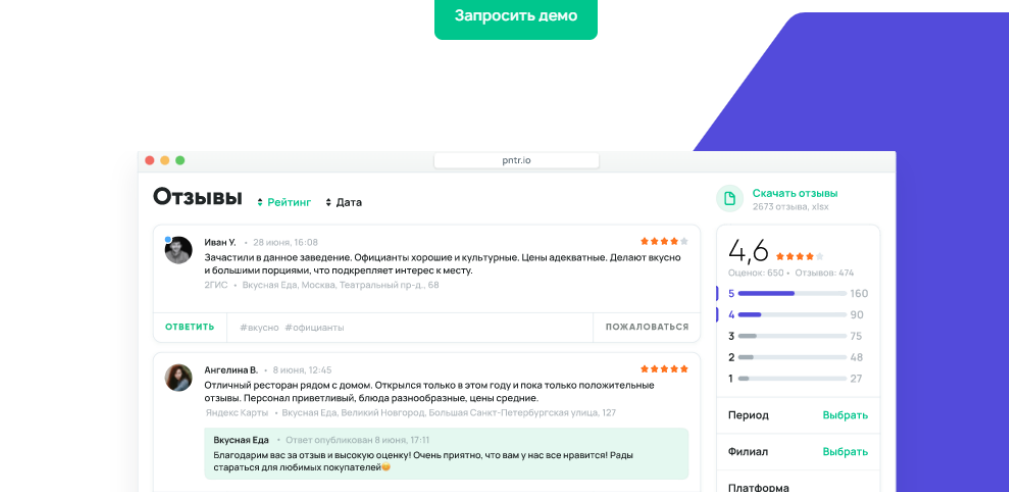 Запросить демо
pntr.io
Отзывы
Рейтинг
Дата
Скачать отзывы
2673 отзыва, xlsx
Иван У. • 28 июня, 16:08
Зачастили в данное заведение. Официанты хорошие и культурные. Цены адекватные. Делают вкусно
и большими порциями, что подкрепляет интерес к месту.
2ГИС • Вкусная Еда, Москва, Театральный пр-д., 68
ОТВЕТИТЬ
#вкусно #официанты
ПОЖАЛОВАТЬСЯ
Ангелина В. • 8 июня, 12:45
Отличный ресторан рядом с домом. Открылся только в этом году и пока только положительные
отзывы. Персонал приветливый, блюда разнообразные, цены средние.
Яндекс Карты • Вкусная Еда, Великий Новгород, Большая Санкт-Петербургская улица, 127
Вкусная Еда • Ответ опубликован 8 июня, 17:11
Благодарим вас за отзыв и высокую оценку! Очень приятно, что вам у нас все нравится! Рады
стараться для любимых покупателей😊
4,6
Оценок: 650 • Отзывов: 474
5 160
4 90
3 75
2 48
1 27
Период Выбрать
Филиал Выбрать
Платформа